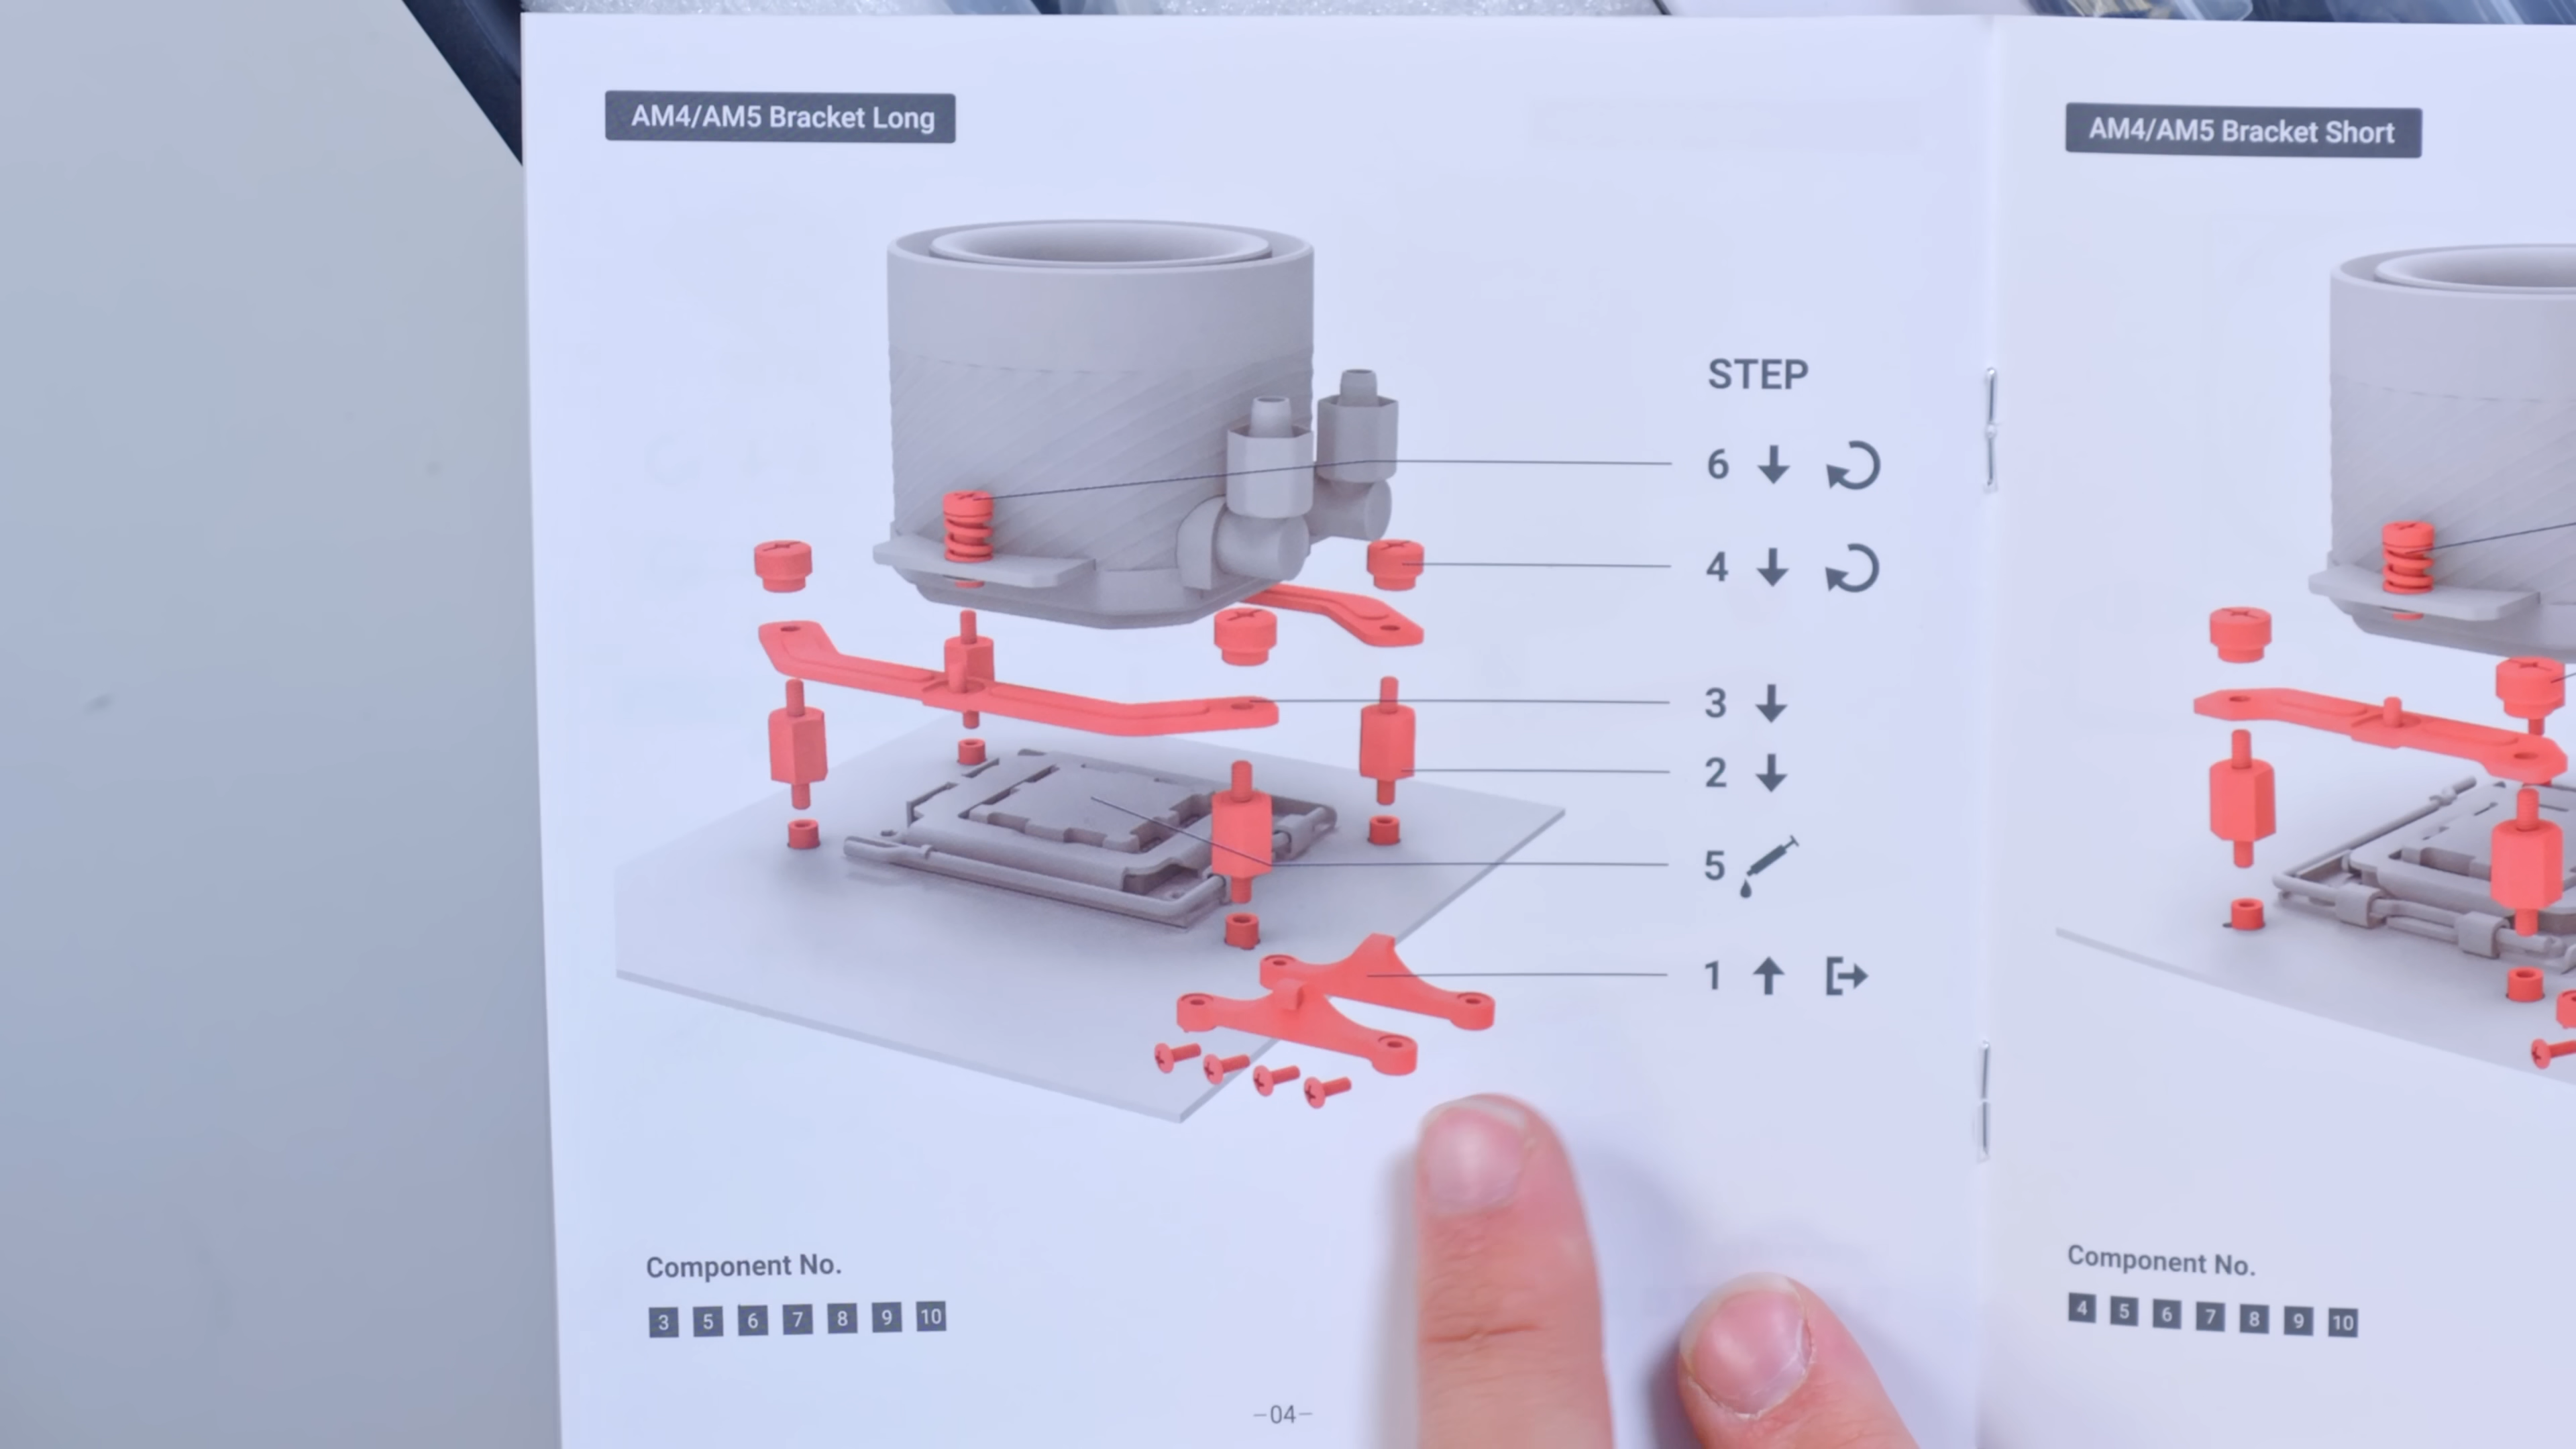 AM4/AM5 Bracket Long
STEP
6
4
3
2
5
1
Component No.
3 5 6 7 8 9 10
-04-
AM4/AM5 Bracket Short
Component No.
4 5 6 7 8 9 10